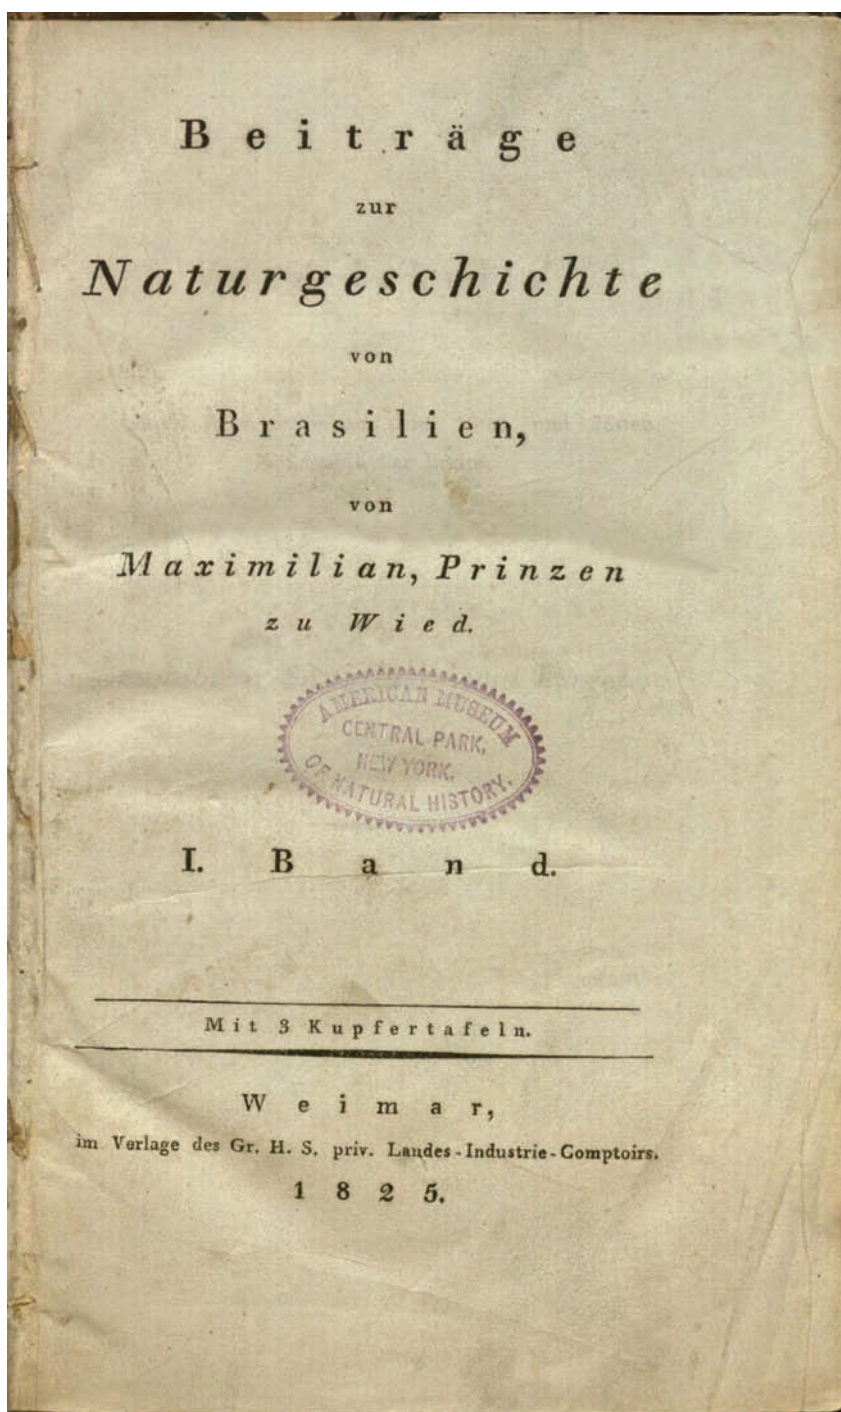 Beiträge
zur
Naturgeschichte
von
Brasilien,
von
Maximilian, Prinzen
zu Wied.
AMERICAN MUSEUM
CENTRAL PARK,
NEW YORK.
OF NATURAL HISTORY.
I. Band.
Mit 3 Kupfertafeln.
Weimar,
im Verlage des Gr. H. S. priv. Landes-Industrie-Comptoirs.
1825.